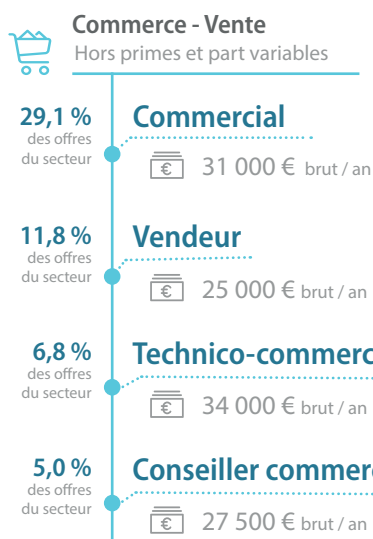 Commerce - Vente
Hors primes et part variables
29,1 %
des offres
du secteur
Commercial
€ 31 000 € brut / an
11,8 %
des offres
du secteur
Vendeur
€ 25 000 € brut / an
6,8 %
des offres
du secteur
Technico-commerc
€ 34 000 € brut / an
5,0 %
des offres
du secteur
Conseiller commerc
€ 27 500 € brut / an